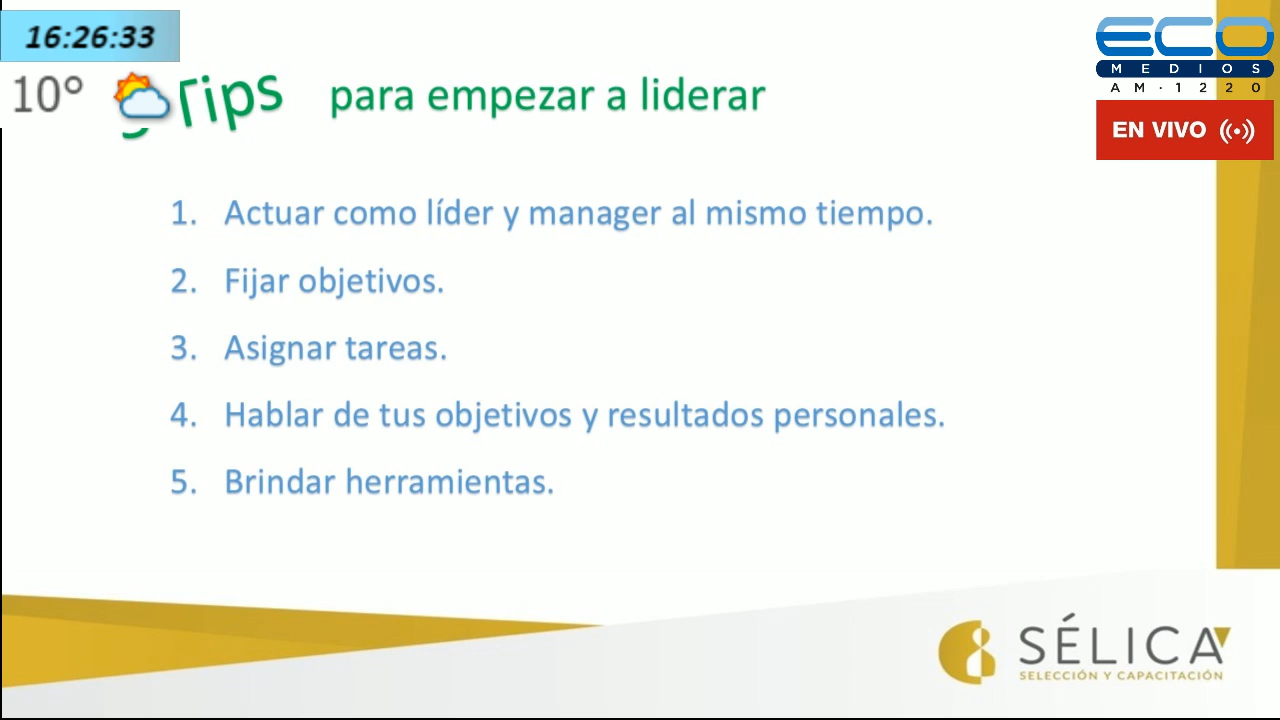 16:26:33
10°
Tips para empezar a liderar
ECO
MEDIOS
AM·1220
EN VIVO
1. Actuar como líder y manager al mismo tiempo.
2. Fijar objetivos.
3. Asignar tareas.
4. Hablar de tus objetivos y resultados personales.
5. Brindar herramientas.
SÉLICA
SELECCIÓN Y CAPACITACIÓN